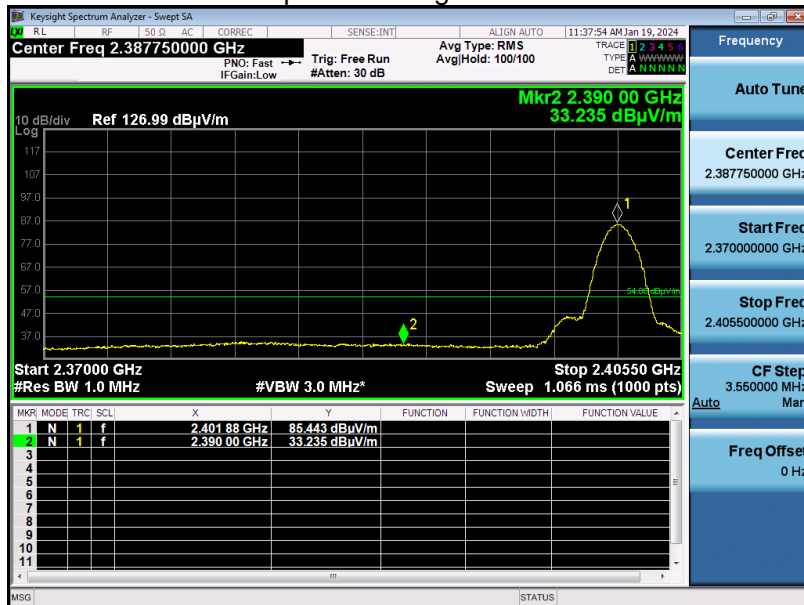 Keysight Spectrum Analyzer - Swept SA
LXI RL RF 50 Ω AC CORREC SENSE:INT ALIGN AUTO 11:37:54 AM Jan 19, 2024
Center Freq 2.387750000 GHz
PNO: Fast
IFGain:Low
Trig: Free Run
#Atten: 30 dB
Avg Type: RMS
Avg|Hold: 100/100
TRACE 1 2 3 4 5 6
TYPE A WWWWW
DET A N N N N N
Mkr2 2.390 00 GHz
33.235 dBµV/m
10 dB/div Ref 126.99 dBµV/m
Log
117
107
97.0
87.0
77.0
67.0
57.0
47.0
37.0
1
2
54.00 dBµV/m
Start 2.37000 GHz Stop 2.40550 GHz
#Res BW 1.0 MHz #VBW 3.0 MHz* Sweep 1.066 ms (1000 pts)
MKR MODE TRC SCL X Y FUNCTION FUNCTION WIDTH FUNCTION VALUE
1 N 1 f 2.401 88 GHz 85.443 dBµV/m
2 N 1 f 2.390 00 GHz 33.235 dBµV/m
3
4
5
6
7
8
9
10
11
MSG STATUS
Frequency
Auto Tune
Center Freq
2.387750000 GHz
Start Freq
2.370000000 GHz
Stop Freq
2.405500000 GHz
CF Step
3.550000 MHz
Auto Man
Freq Offset
0 Hz